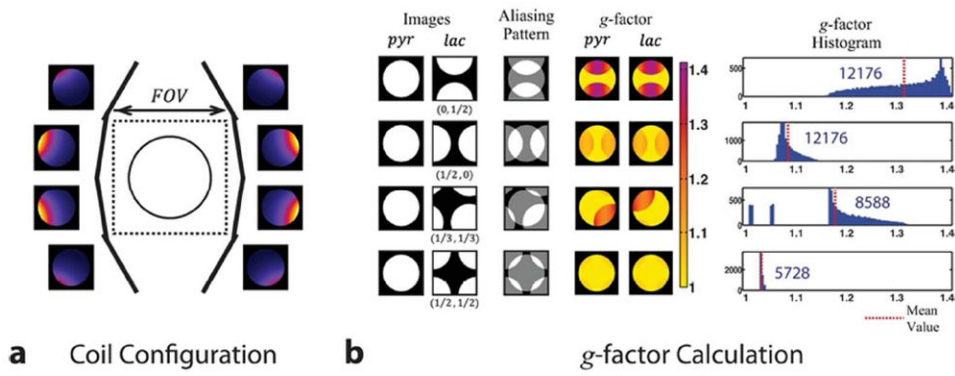 FOV
a Coil Configuration
Images
pyr lac
Aliasing
Pattern
g-factor
pyr lac
g-factor
Histogram
(0,1/2)
(1/2,0)
(1/3,1/3)
(1/2,1/2)
1.4
1.3
1.2
1.1
1
500
0
12176
1 1.1 1.2 1.3 1.4
1000
0
12176
1 1.1 1.2 1.3 1.4
500
0
8588
1 1.1 1.2 1.3 1.4
2000
0
5728
1 1.1 1.2 1.3 1.4
Mean
Value
b g-factor Calculation